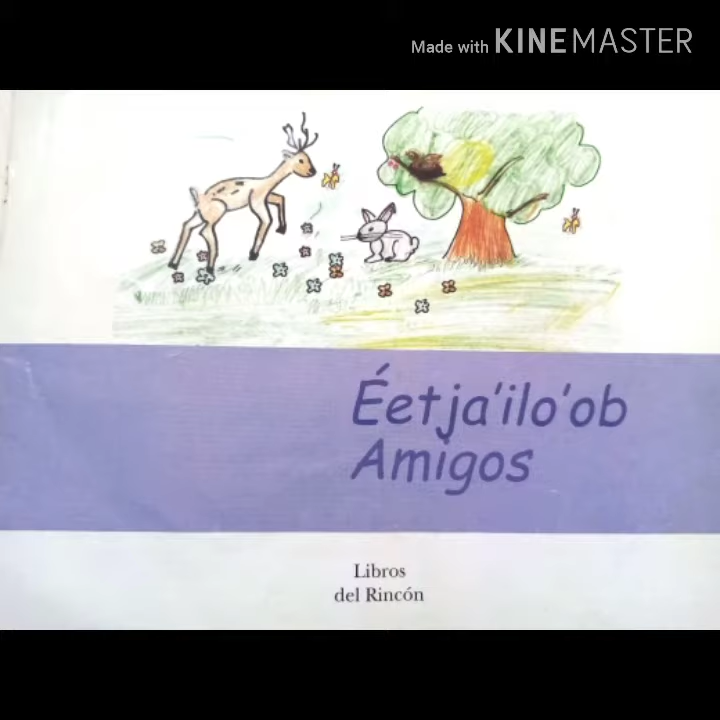 Made with KINEMASTER
Éetja'ilo'ob
Amigos
Libros
del Rincón